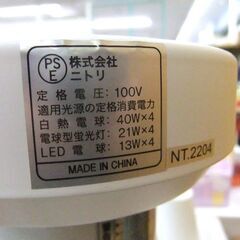 PS
E
株式会社
ニトリ
定格電圧:100V
適用光源の定格消費電力
白熱電球:40W×4
電球型蛍光灯:21W×4
LED電球:13W×4
MADE IN CHINA
NT.2204